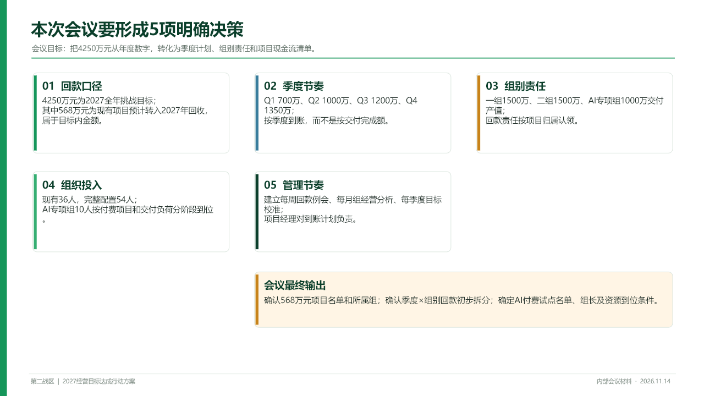 本次会议要形成5项明确决策
会议目标：把4250万元从年度数字，转化为季度计划、组别责任和项目现金流清单。
01 回款口径
4250万元为2027全年挑战目标；
其中568万元为现有项目预计转入2027年回收，
属于目标内金额。
02 季度节奏
Q1 700万、Q2 1000万、Q3 1200万、Q4
1350万；
按季度到账，而不是按交付完成额。
03 组别责任
一组1500万、二组1500万、AI专项组1000万交付
产值；
回款责任按项目归属认领。
04 组织投入
现有36人，完整配置54人；
AI专项组10人按付费项目和交付负荷分阶段到位
。
05 管理节奏
建立每周回款例会、每月组经营分析、每季度目标
校准；
项目经理对到账计划负责。
会议最终输出
确认568万元项目名单和所属组；确认季度×组别回款初步拆分；确定AI付费试点名单、组长及资源到位条件。
第二战区 | 2027经营目标达成行动方案
内部会议材料 · 2026.11.14